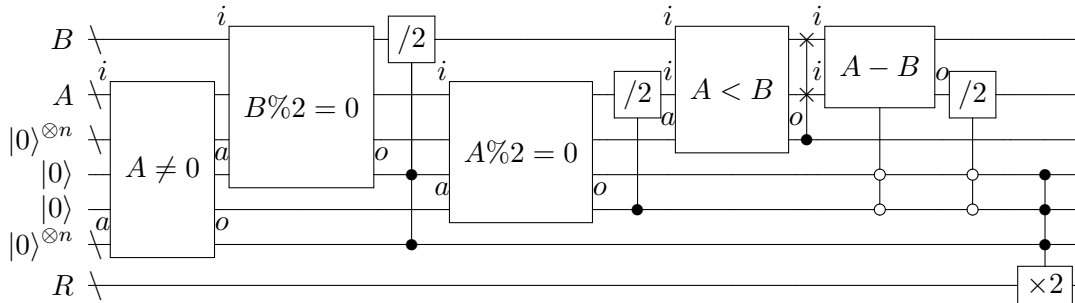 i i i
B /2
i i i i
A B%2 = 0 /2 A < B A − B o /2
|0⟩⊗n a o
|0⟩ A ≠ 0 a o A%2 = 0
|0⟩ a o
|0⟩⊗n a o
R ×2